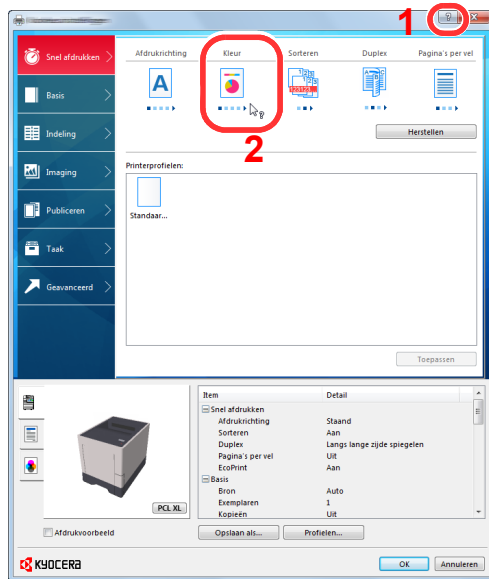 1
?
Snel afdrukken
Afdrukrichting Kleur Sorteren Duplex Pagina's per vel
A
Basis
2
Indeling
Herstellen
Imaging
Printerprofielen:
Publiceren
Standaar...
Taak
Geavanceerd
Toepassen
Item Detail
Snel afdrukken
Afdrukrichting Staand
Sorteren Aan
Duplex Langs lange zijde spiegelen
Pagina's per vel Uit
EcoPrint Aan
Basis
Bron Auto
Exemplaren 1
Kopieën Uit
PCL XL
Afdrukvoorbeeld Opslaan als... Profielen...
KYOCERA OK Annuleren